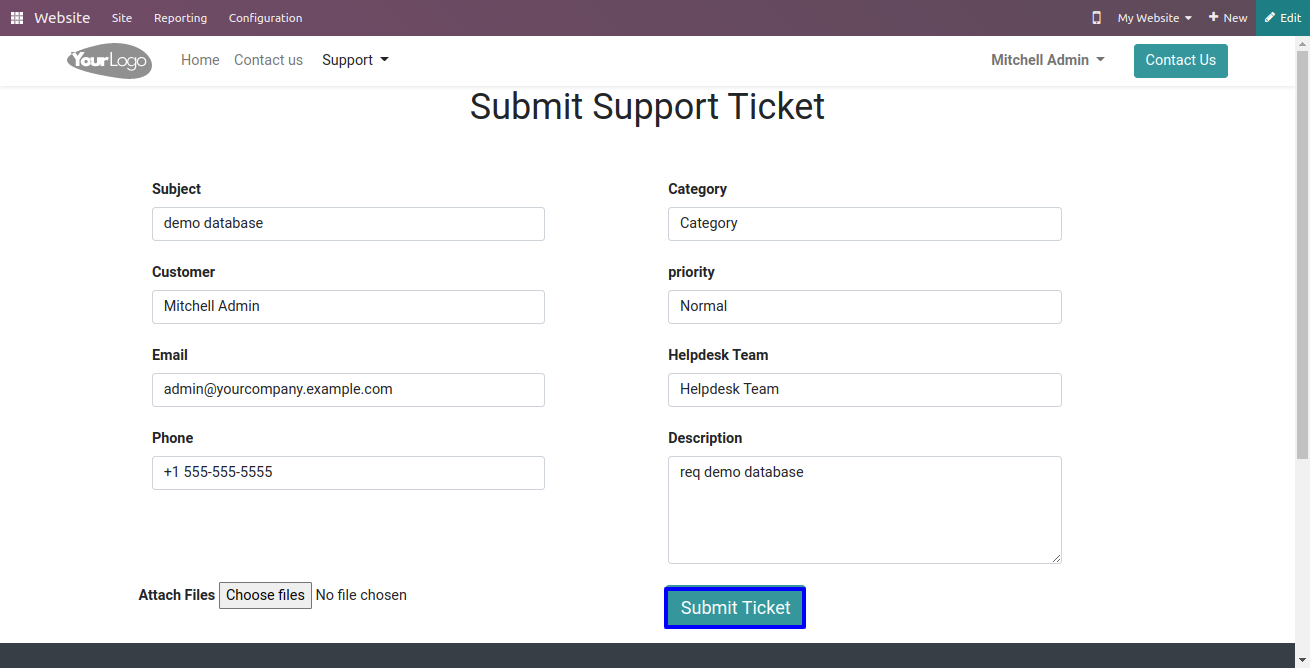 Website Site Reporting Configuration My Website New Edit
YourLogo Home Contact us Support Mitchell Admin Contact Us
Submit Support Ticket
Subject
demo database
Category
Category
Customer
Mitchell Admin
priority
Normal
Email
admin@yourcompany.example.com
Helpdesk Team
Helpdesk Team
Phone
+1 555-555-5555
Description
req demo database
Attach Files Choose files No file chosen
Submit Ticket